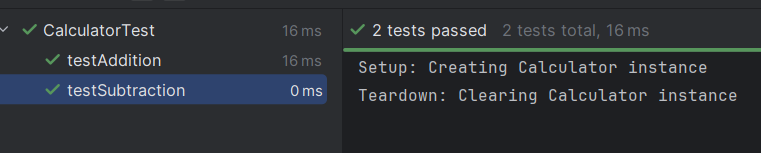 CalculatorTest 16 ms
testAddition 16 ms
testSubtraction 0 ms
2 tests passed 2 tests total, 16 ms
Setup: Creating Calculator instance
Teardown: Clearing Calculator instance